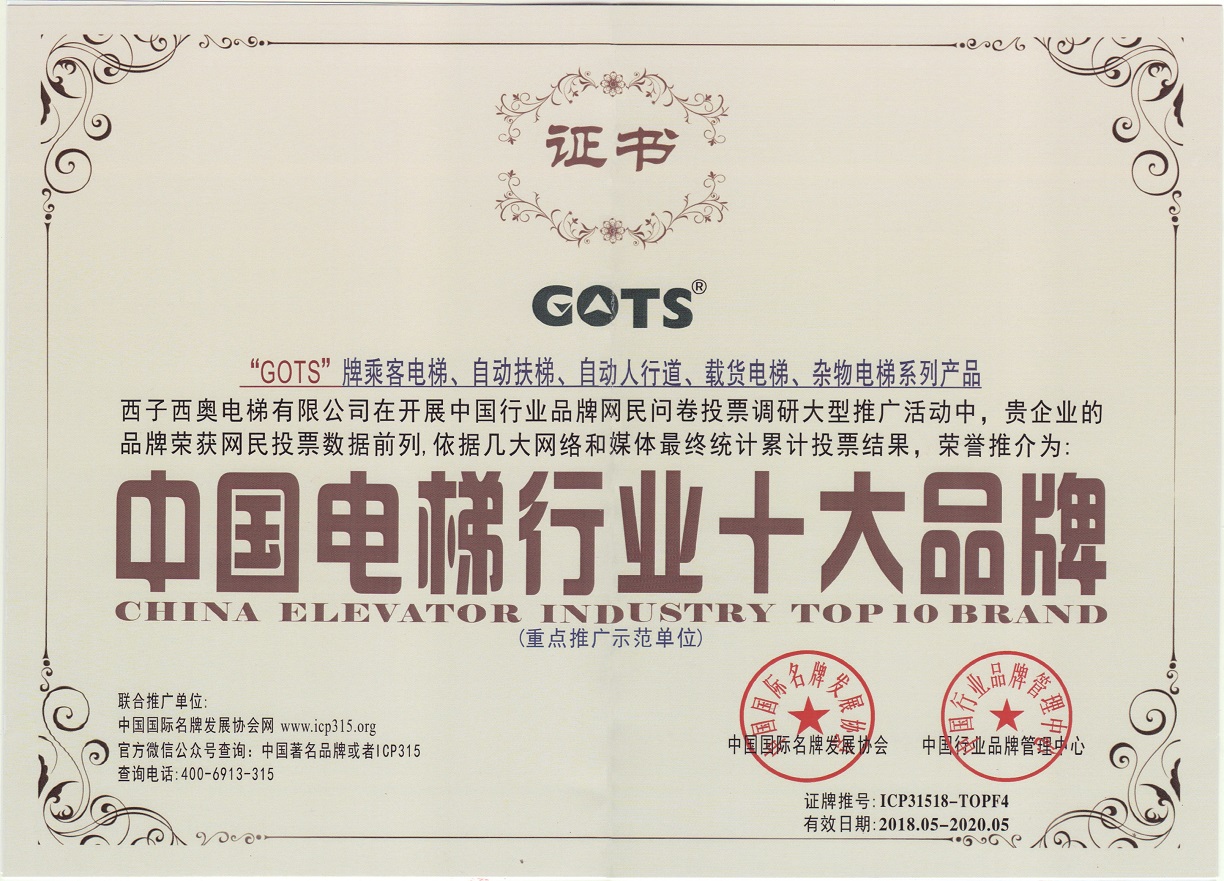 证书
GOTS®
“GOTS”牌乘客电梯、自动扶梯、自动人行道、载货电梯、杂物电梯系列产品
西子西奥电梯有限公司在开展中国行业品牌网民问卷投票调研大型推广活动中，贵企业的
品牌荣获网民投票数据前列,依据几大网络和媒体最终统计累计投票结果，荣誉推介为:
中国电梯行业十大品牌
CHINA ELEVATOR INDUSTRY TOP10 BRAND
(重点推广示范单位)
联合推广单位:
中国国际名牌发展协会网 www.icp315.org
官方微信公众号查询：中国著名品牌或者ICP315
查询电话:400-6913-315
中国国际名牌发展协会
中国国际名牌发展协会
中国行业品牌管理中心
中国行业品牌管理中心
证牌推号:ICP31518-TOPF4
有效日期:2018.05-2020.05